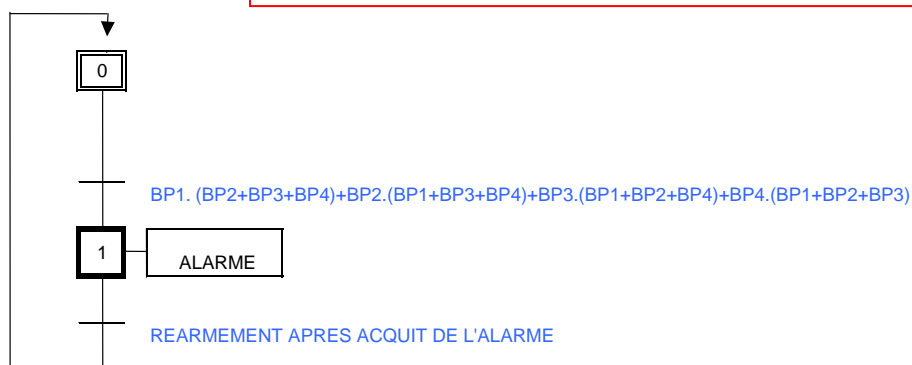 0
BP1. (BP2+BP3+BP4)+BP2.(BP1+BP3+BP4)+BP3.(BP1+BP2+BP4)+BP4.(BP1+BP2+BP3)
1
ALARME
REARMEMENT APRES ACQUIT DE L'ALARME